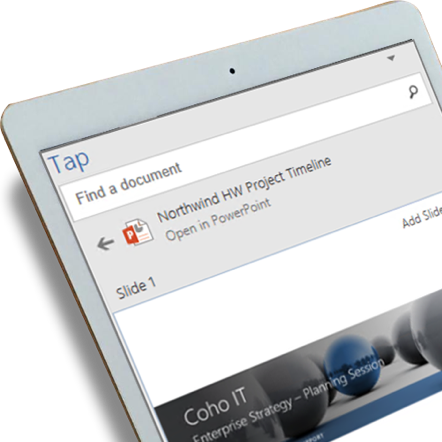 Tap
Find a document
Northwind HW Project Timeline
Open in PowerPoint
Slide 1
Add Slide
Coho IT
Enterprise Strategy – Planning Session